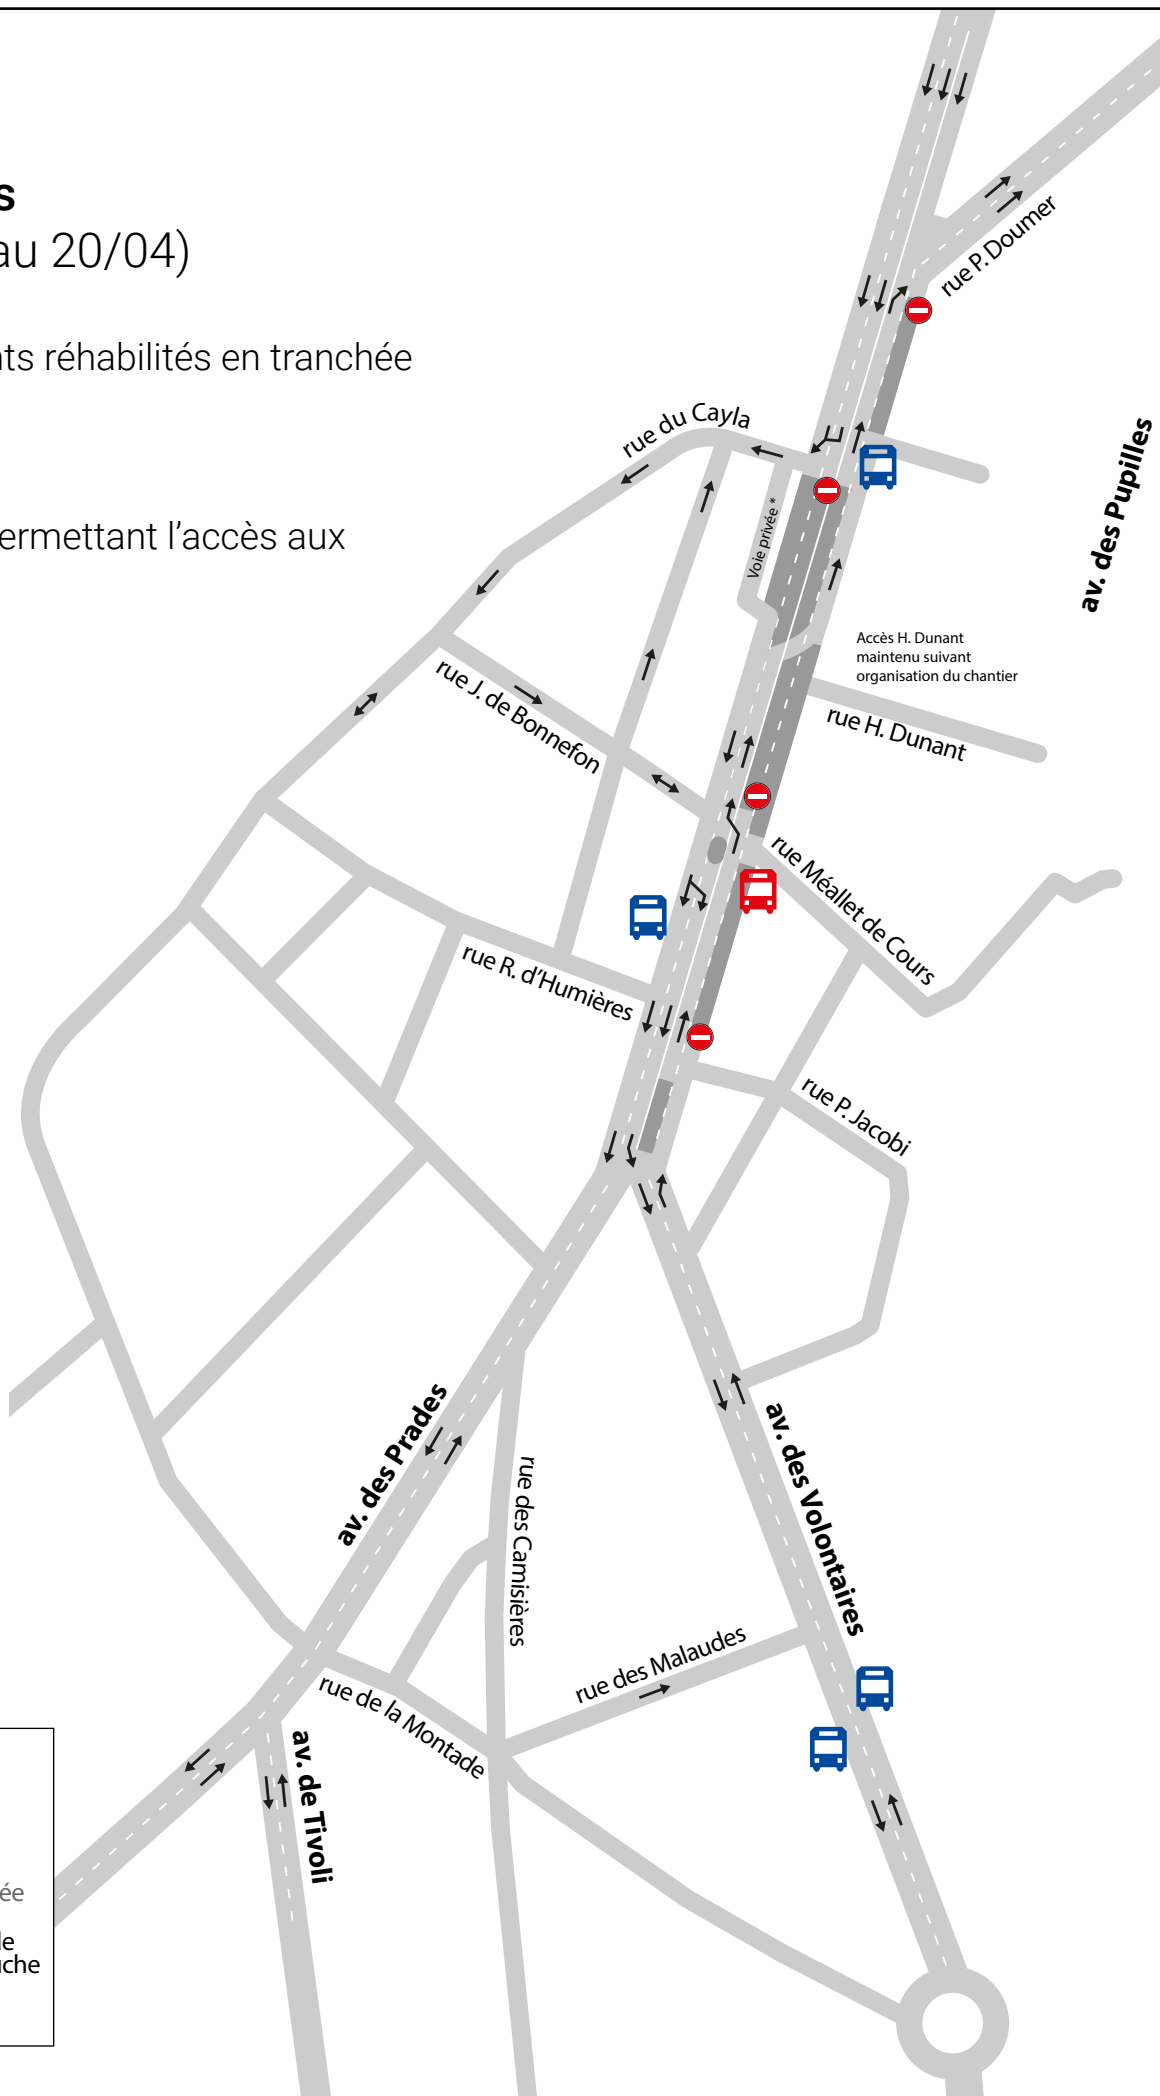 s
au 20/04)
nts réhabilités en tranchée
ermettant l’accès aux
rue P. Doumer
rue du Cayla
av. des Pupilles
Voie privée *
Accès H. Dunant
maintenu suivant
organisation du chantier
rue J. de Bonnefon
rue H. Dunant
rue Méallet de Cours
rue R. d’Humières
rue P. Jacobi
av. des Prades
av. des Volontaires
rue des Camisières
rue des Malaudes
rue de la Montade
av. de Tivoli
ée
le
uche